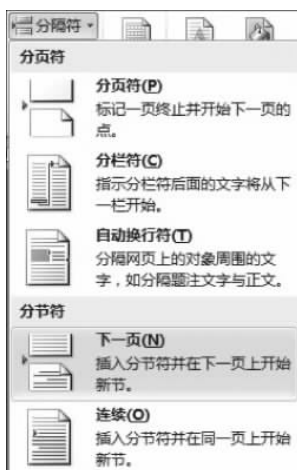 分隔符
分页符
分页符(P)
标记一页终止并开始下一页的
点。
分栏符(C)
指示分栏符后面的文字将从下
一栏开始。
自动换行符(T)
分隔网页上的对象周围的文
字，如分隔题注文字与正文。
分节符
下一页(N)
插入分节符并在下一页上开始
新节。
连续(O)
插入分节符并在同一页上开始
新节。